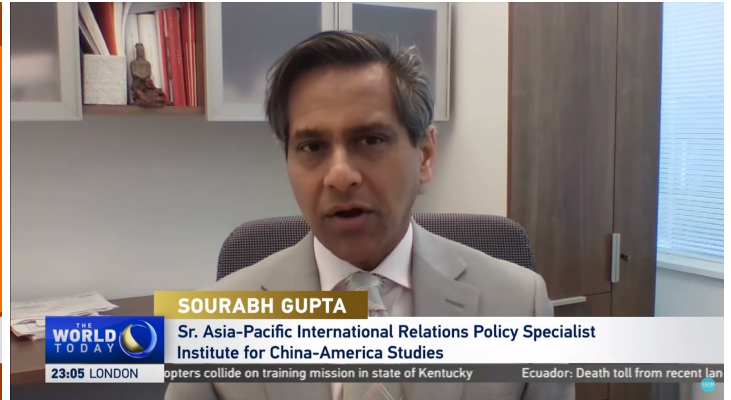 SOURABH GUPTA
Sr. Asia-Pacific International Relations Policy Specialist
Institute for China-America Studies
THE
WORLD
TODAY
23:05 LONDON
opters collide on training mission in state of Kentucky Ecuador: Death toll from recent lan